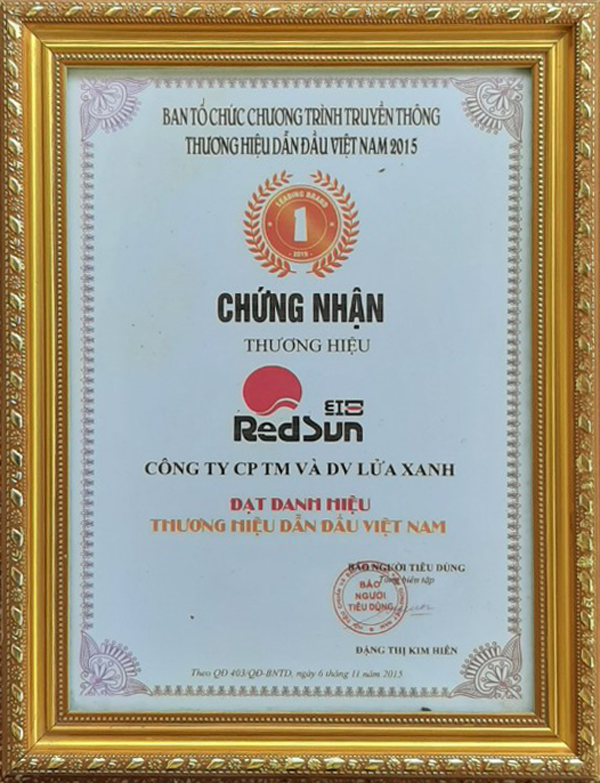 BAN TỔ CHỨC CHƯƠNG TRÌNH TRUYỀN THÔNG
THƯƠNG HIỆU DẪN ĐẦU VIỆT NAM 2015
1
2015
CHỨNG NHẬN
THƯƠNG HIỆU
RedSun
CÔNG TY CP TM VÀ DV LỬA XANH
ĐẠT DANH HIỆU
THƯƠNG HIỆU DẪN ĐẦU VIỆT NAM
BÁO NGƯỜI TIÊU DÙNG
Tổng biên tập
BÁO
NGƯỜI
TIÊU DÙNG
ĐẶNG THỊ KIM HIÊN
Theo QĐ 403/QĐ-BNTD, ngày 6 tháng 11 năm 2015